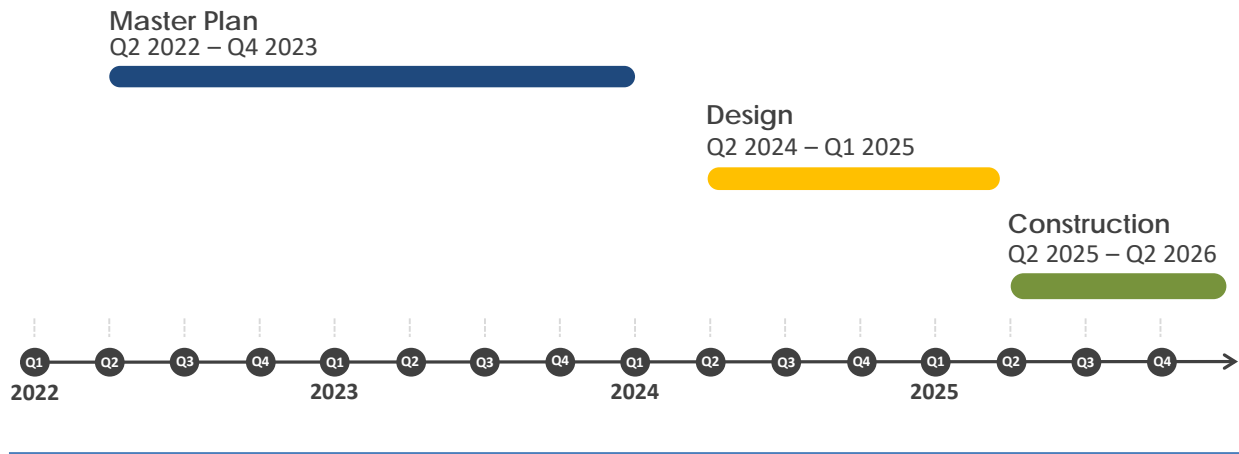 Master Plan
Q2 2022 – Q4 2023
Design
Q2 2024 – Q1 2025
Construction
Q2 2025 – Q2 2026
Q1 Q2 Q3 Q4 Q1 Q2 Q3 Q4 Q1 Q2 Q3 Q4 Q1 Q2 Q3 Q4
2022 2023 2024 2025